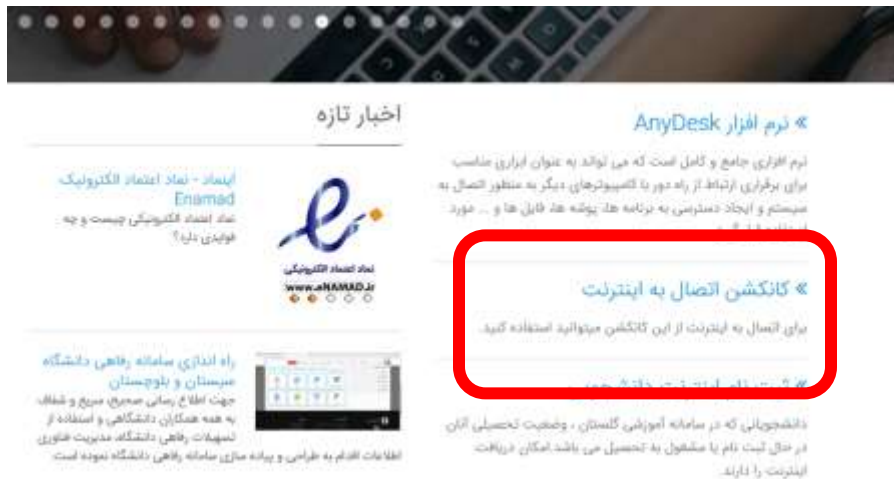 » نرم افزار AnyDesk
نرم افزاری جامع و کامل است که می تواند به عنوان ابزاری مناسب
برای برقراری ارتباط از راه دور با کامپیوترهای دیگر به منظور اتصال به
سیستم و ایجاد دسترسی به برنامه ها، پوشه ها، فایل ها و ... مورد
» کانکشن اتصال به اینترنت
برای اتصال به اینترنت از این کانکشن میتوانید استفاده کنید.
» ثبت نام اینترنت دانشجویی
دانشجویانی که در سامانه آموزشی گلستان ، وضعیت تحصیلی آنان
در حال ثبت نام یا مشغول به تحصیل می باشد.امکان دریافت
اینترنت را دارند.
اخبار تازه
اینماد - نماد اعتماد الکترونیک
Enamad
نماد اعتماد الکترونیکی چیست و چه
فوایدی دارد؟
نماد اعتماد الکترونیکی
www.eNAMAD.ir
راه اندازی سامانه رفاهی دانشگاه
سیستان و بلوچستان
جهت اطلاع رسانی صحیح، سریع و شفاف
به همه همکاران دانشگاهی و استفاده از
تسهیلات رفاهی دانشگاه، مدیریت فناوری
اطلاعات اقدام به طراحی و پیاده سازی سامانه رفاهی دانشگاه نموده است.